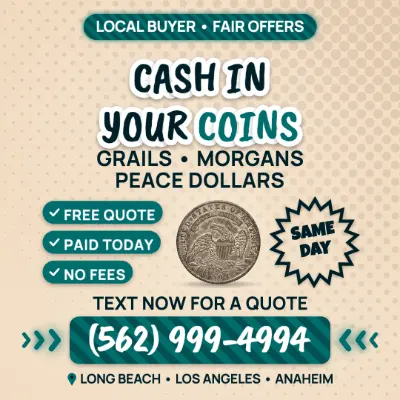 LOCAL BUYER • FAIR OFFERS
CASH IN
YOUR COINS
GRAILS • MORGANS
PEACE DOLLARS
FREE QUOTE
PAID TODAY
NO FEES
SAME
DAY
TEXT NOW FOR A QUOTE
(562) 999-4994
LONG BEACH • LOS ANGELES • ANAHEIM